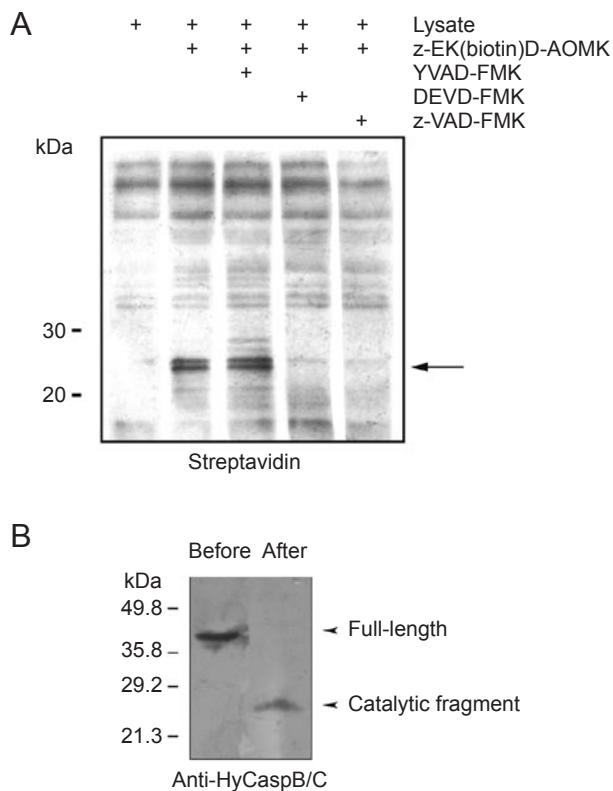 A
+ + + + + Lysate
+ + + + z-EK(biotin)D-AOMK
+ YVAD-FMK
+ DEVD-FMK
+ z-VAD-FMK
kDa
30
20
Streptavidin
B
Before After
kDa
49.8
35.8
29.2
21.3
Full-length
Catalytic fragment
Anti-HyCaspB/C